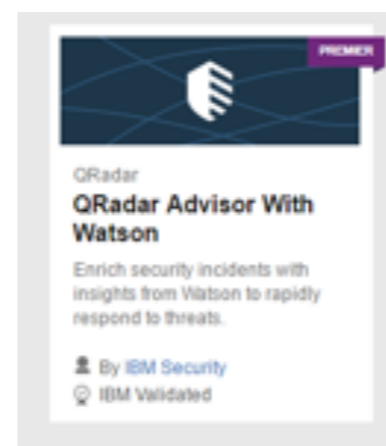 PREMIER
QRadar
QRadar Advisor With
Watson
Enrich security incidents with
insights from Watson to rapidly
respond to threats.
By IBM Security
IBM Validated